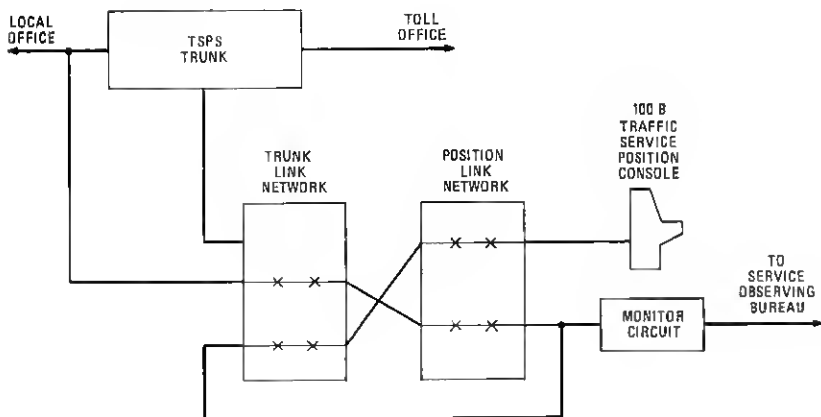 LOCAL
OFFICE
TSPS
TRUNK
TOLL
OFFICE
100 B
TRAFFIC
SERVICE
POSITION
CONSOLE
TRUNK
LINK
NETWORK
POSITION
LINK
NETWORK
TO
SERVICE
OBSERVING
BUREAU
MONITOR
CIRCUIT